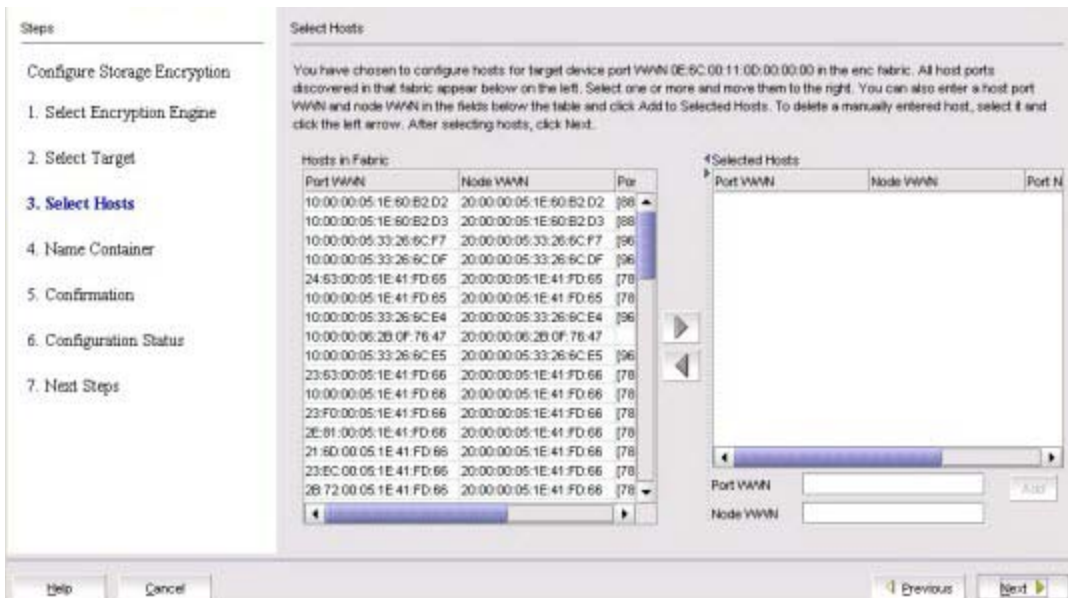 Steps
Configure Storage Encryption
1. Select Encryption Engine
2. Select Target
3. Select Hosts
4. Name Container
5. Confirmation
6. Configuration Status
7. Next Steps
Select Hosts
You have chosen to configure hosts for target device port WWN 0E:6C:00:11:0D:00:00:00 in the enc fabric. All host ports
discovered in that fabric appear below on the left. Select one or more and move them to the right. You can also enter a host port
WWN and node WWN in the fields below the table and click Add to Selected Hosts. To delete a manually entered host, select it and
click the left arrow. After selecting hosts, click Next.
Hosts in Fabric
Port WWN Node WWN Por
10:00:00:05:1E:60:B2:D2 20:00:00:05:1E:60:B2:D2 [88
10:00:00:05:1E:60:B2:D3 20:00:00:05:1E:60:B2:D3 [88
10:00:00:05:33:26:6C:F7 20:00:00:05:33:26:6C:F7 [96
10:00:00:05:33:26:6C:DF 20:00:00:05:33:26:6C:DF [96
24:63:00:05:1E:41:FD:65 20:00:00:05:1E:41:FD:65 [78
10:00:00:05:1E:41:FD:65 20:00:00:05:1E:41:FD:65 [78
10:00:00:05:33:26:6C:E4 20:00:00:05:33:26:6C:E4 [96
10:00:00:06:2B:0F:76:47 20:00:00:06:2B:0F:76:47
10:00:00:05:33:26:6C:E5 20:00:00:05:33:26:6C:E5 [96
23:63:00:05:1E:41:FD:66 20:00:00:05:1E:41:FD:66 [78
10:00:00:05:1E:41:FD:66 20:00:00:05:1E:41:FD:66 [78
23:F0:00:05:1E:41:FD:66 20:00:00:05:1E:41:FD:66 [78
2E:81:00:05:1E:41:FD:66 20:00:00:05:1E:41:FD:66 [78
21:6D:00:05:1E:41:FD:66 20:00:00:05:1E:41:FD:66 [78
23:EC:00:05:1E:41:FD:66 20:00:00:05:1E:41:FD:66 [78
2B:72:00:05:1E:41:FD:66 20:00:00:05:1E:41:FD:66 [78
Selected Hosts
Port WWN Node WWN Port N
Port WWN
Add
Node WWN
Help Cancel Previous Next